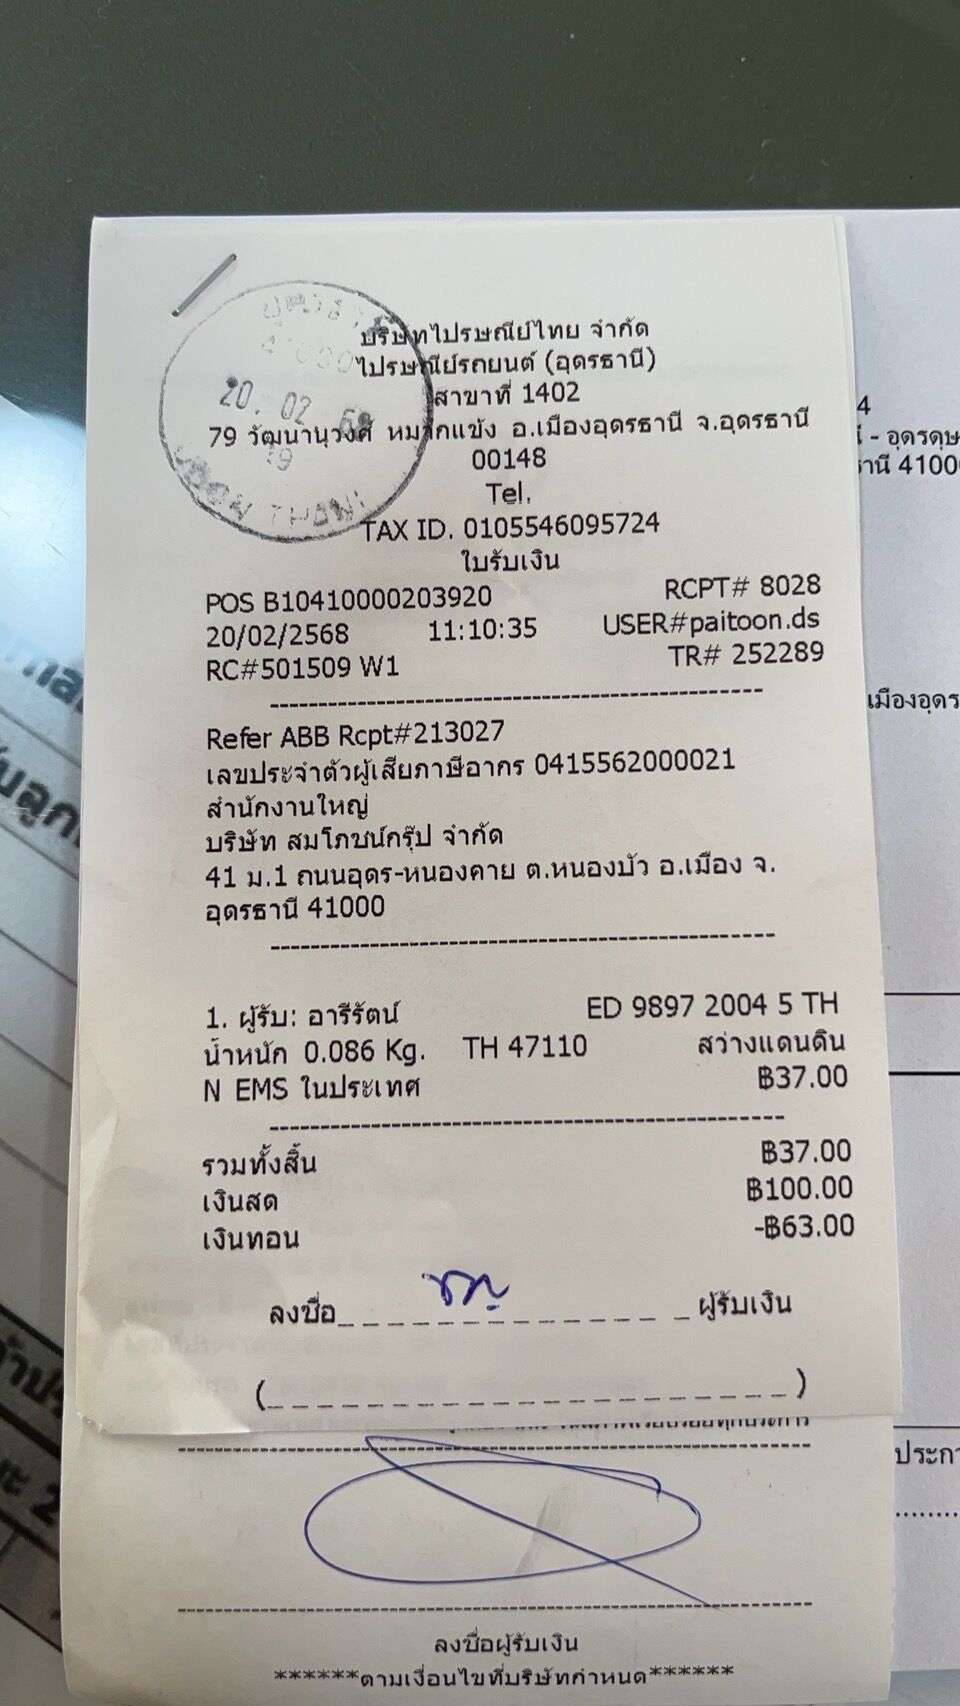 20. 02 68
19
UDON THANI
บริษัทไปรษณีย์ไทย จำกัด
ไปรษณีย์รถยนต์ (อุดรธานี)
สาขาที่ 1402
79 วัฒนานุวงศ์ หมากแข้ง อ.เมืองอุดรธานี จ.อุดรธานี
00148
Tel.
TAX ID. 0105546095724
ใบรับเงิน
POS B10410000203920 RCPT# 8028
20/02/2568 11:10:35 USER#paitoon.ds
RC#501509 W1 TR# 252289
Refer ABB Rcpt#213027
เลขประจำตัวผู้เสียภาษีอากร 0415562000021
สำนักงานใหญ่
บริษัท สมโภชน์กรุ๊ป จำกัด
41 ม.1 ถนนอุดร-หนองคาย ต.หนองบัว อ.เมือง จ.
อุดรธานี 41000
1. ผู้รับ: อารีรัตน์ ED 9897 2004 5 TH
น้ำหนัก 0.086 Kg. TH 47110 สว่างแดนดิน
N EMS ในประเทศ ฿37.00
รวมทั้งสิ้น ฿37.00
เงินสด ฿100.00
เงินทอน -฿63.00
ลงชื่อ_ _ _ _ _ _ _ _ _ _ _ _ _ _ผู้รับเงิน
(_ _ _ _ _ _ _ _ _ _ _ _ _ _ _ _ _ _ _)
ลงชื่อผู้รับเงิน
******ตามเงื่อนไขที่บริษัทกำหนด******